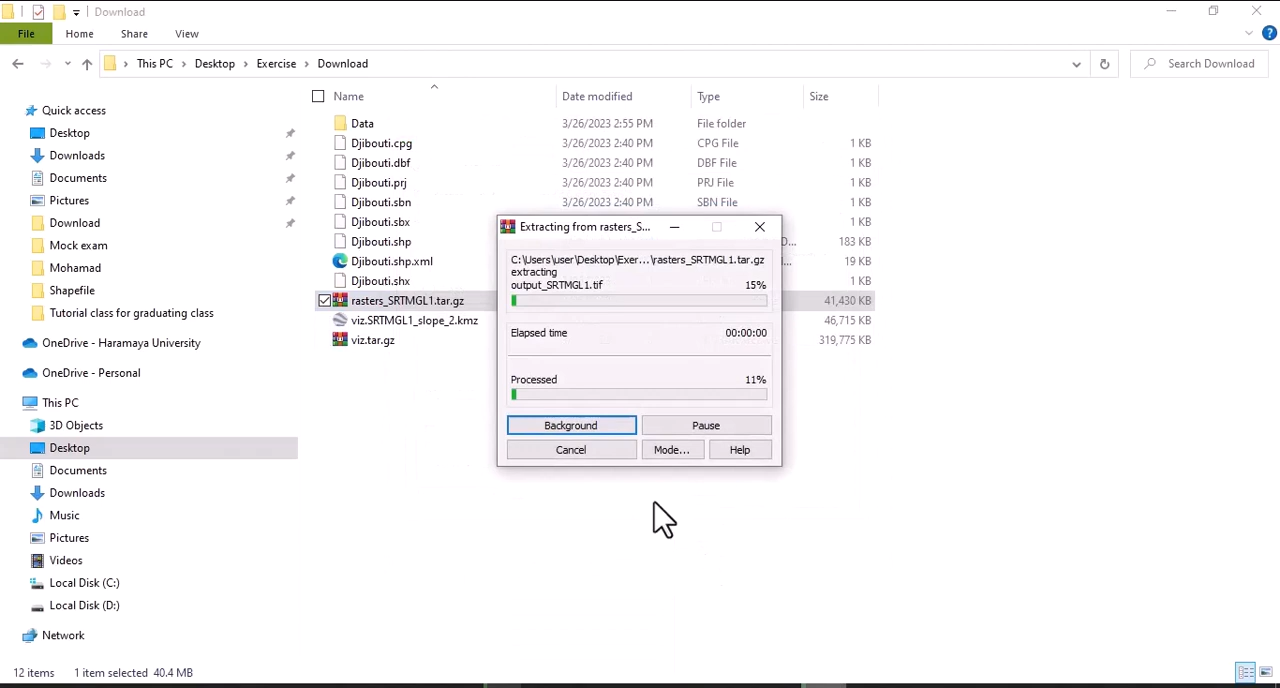 Download
File Home Share View
This PC Desktop Exercise Download Search Download
Name Date modified Type Size
Quick access
Desktop
Downloads
Documents
Pictures
Download
Mock exam
Mohamad
Shapefile
Tutorial class for graduating class
OneDrive - Haramaya University
OneDrive - Personal
This PC
3D Objects
Desktop
Documents
Downloads
Music
Pictures
Videos
Local Disk (C:)
Local Disk (D:)
Network
Data 3/26/2023 2:55 PM File folder
Djibouti.cpg 3/26/2023 2:40 PM CPG File 1 KB
Djibouti.dbf 3/26/2023 2:40 PM DBF File 1 KB
Djibouti.prj 3/26/2023 2:40 PM PRJ File 1 KB
Djibouti.sbn 3/26/2023 2:40 PM SBN File 1 KB
Djibouti.sbx 1 KB
Djibouti.shp D... 183 KB
Djibouti.shp.xml 19 KB
Djibouti.shx 1 KB
rasters_SRTMGL1.tar.gz 41,430 KB
viz.SRTMGL1_slope_2.kmz 46,715 KB
viz.tar.gz 319,775 KB
Extracting from rasters_S...
C:\Users\user\Desktop\Exer...\rasters_SRTMGL1.tar.gz
extracting
output_SRTMGL1.tif 15%
Elapsed time 00:00:00
Processed 11%
Background Pause
Cancel Mode... Help
12 items 1 item selected 40.4 MB